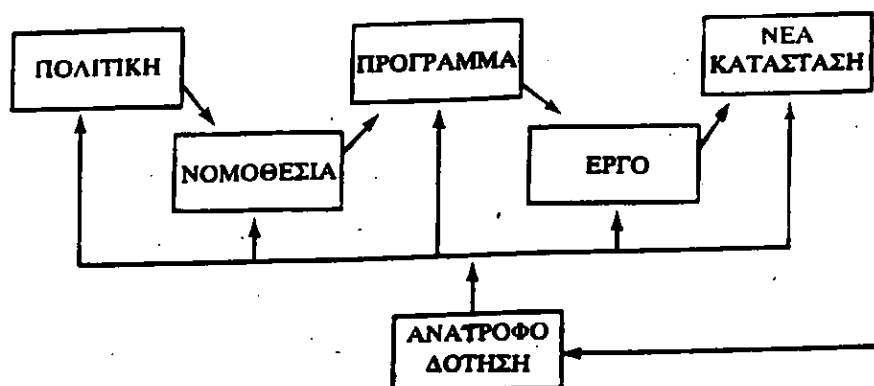 ΠΟΛΙΤΙΚΗ
ΝΟΜΟΘΕΣΙΑ
ΠΡΟΓΡΑΜΜΑ
ΕΡΓΟ
ΝΕΑ
ΚΑΤΑΣΤΑΣΗ
ΑΝΑΤΡΟΦΟ
ΔΟΤΗΣΗ